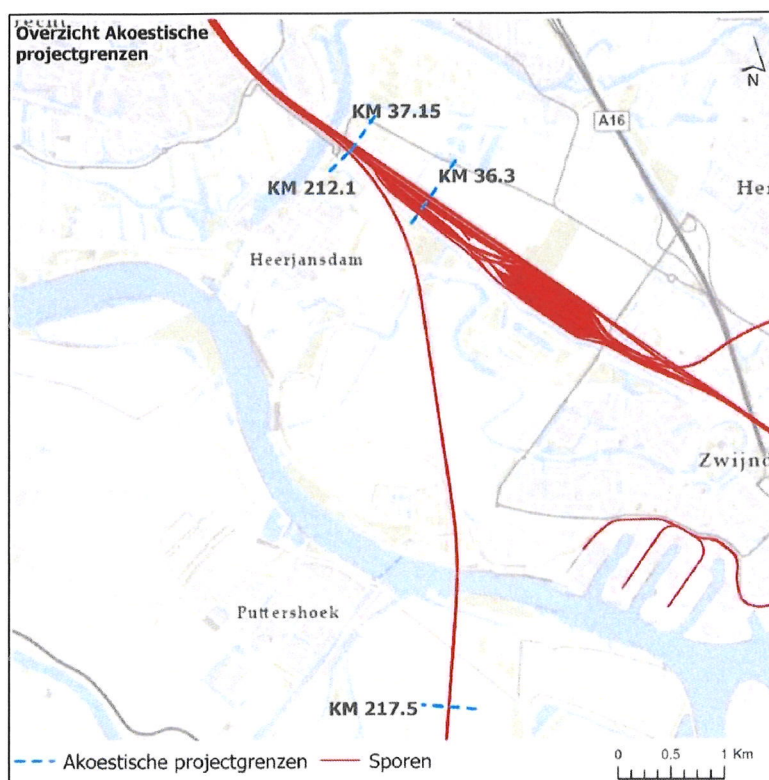 Overzicht Akoestische
projectgrenzen
N
A16
KM 37.15
KM 212.1
KM 36.3
Heerjansdam
Puttershoek
KM 217.5
Akoestische projectgrenzen
Sporen
0 0.5 1 Km